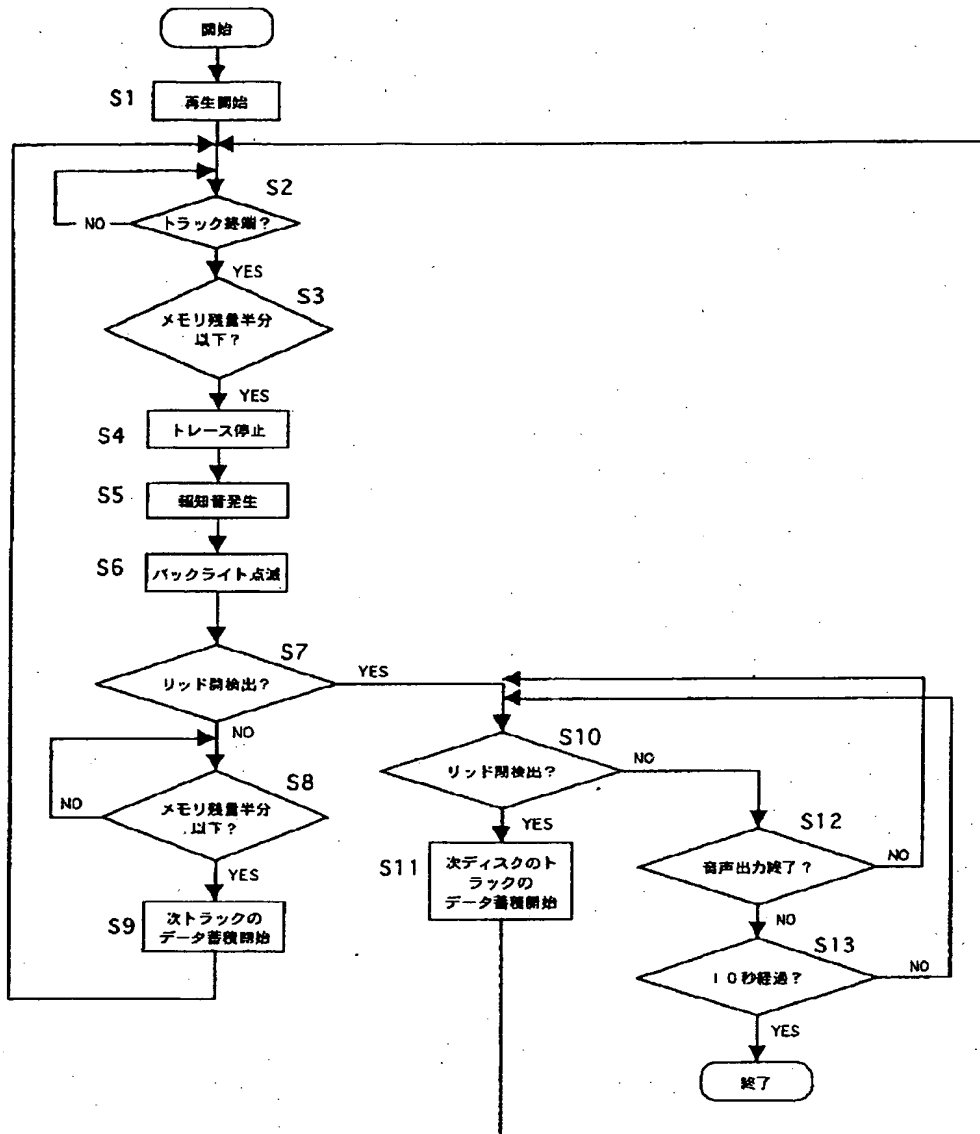 開始
S1
再生開始
S2
トラック終端？
NO
YES
S3
メモリ残量半分
以下？
YES
S4
トレース停止
S5
報知音発生
S6
バックライト点滅
S7
リッド開検出？
YES
NO
S8
メモリ残量半分
以下？
NO
YES
S9
次トラックの
データ蓄積開始
S10
リッド閉検出？
NO
YES
S11
次ディスクのト
ラックの
データ蓄積開始
S12
音声出力終了？
NO
NO
S13
１０秒経過？
NO
YES
終了